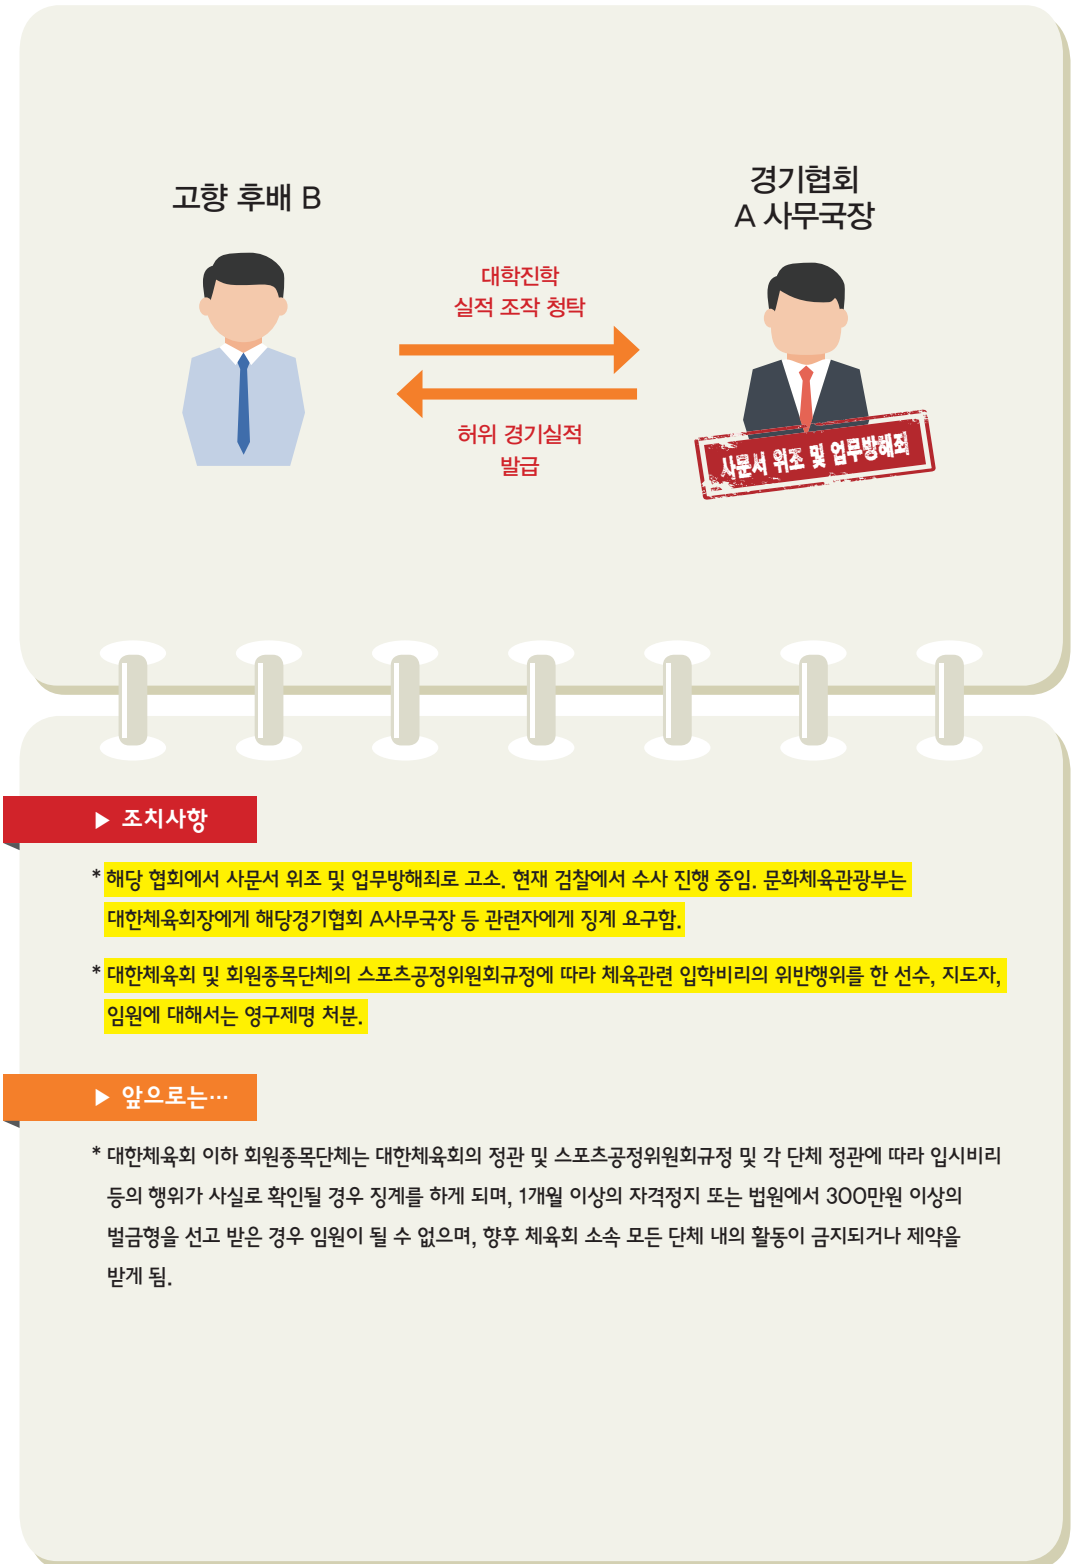 고향 후배 B
경기협회
A 사무국장
대학진학
실적 조작 청탁
허위 경기실적
발급
사문서 위조 및 업무방해죄
▶ 조치사항
* 해당 협회에서 사문서 위조 및 업무방해죄로 고소. 현재 검찰에서 수사 진행 중임. 문화체육관광부는
대한체육회장에게 해당경기협회 A사무국장 등 관련자에게 징계 요구함.
* 대한체육회 및 회원종목단체의 스포츠공정위원회규정에 따라 체육관련 입학비리의 위반행위를 한 선수, 지도자,
임원에 대해서는 영구제명 처분.
▶ 앞으로는…
* 대한체육회 이하 회원종목단체는 대한체육회의 정관 및 스포츠공정위원회규정 및 각 단체 정관에 따라 입시비리
등의 행위가 사실로 확인될 경우 징계를 하게 되며, 1개월 이상의 자격정지 또는 법원에서 300만원 이상의
벌금형을 선고 받은 경우 임원이 될 수 없으며, 향후 체육회 소속 모든 단체 내의 활동이 금지되거나 제약을
받게 됨.